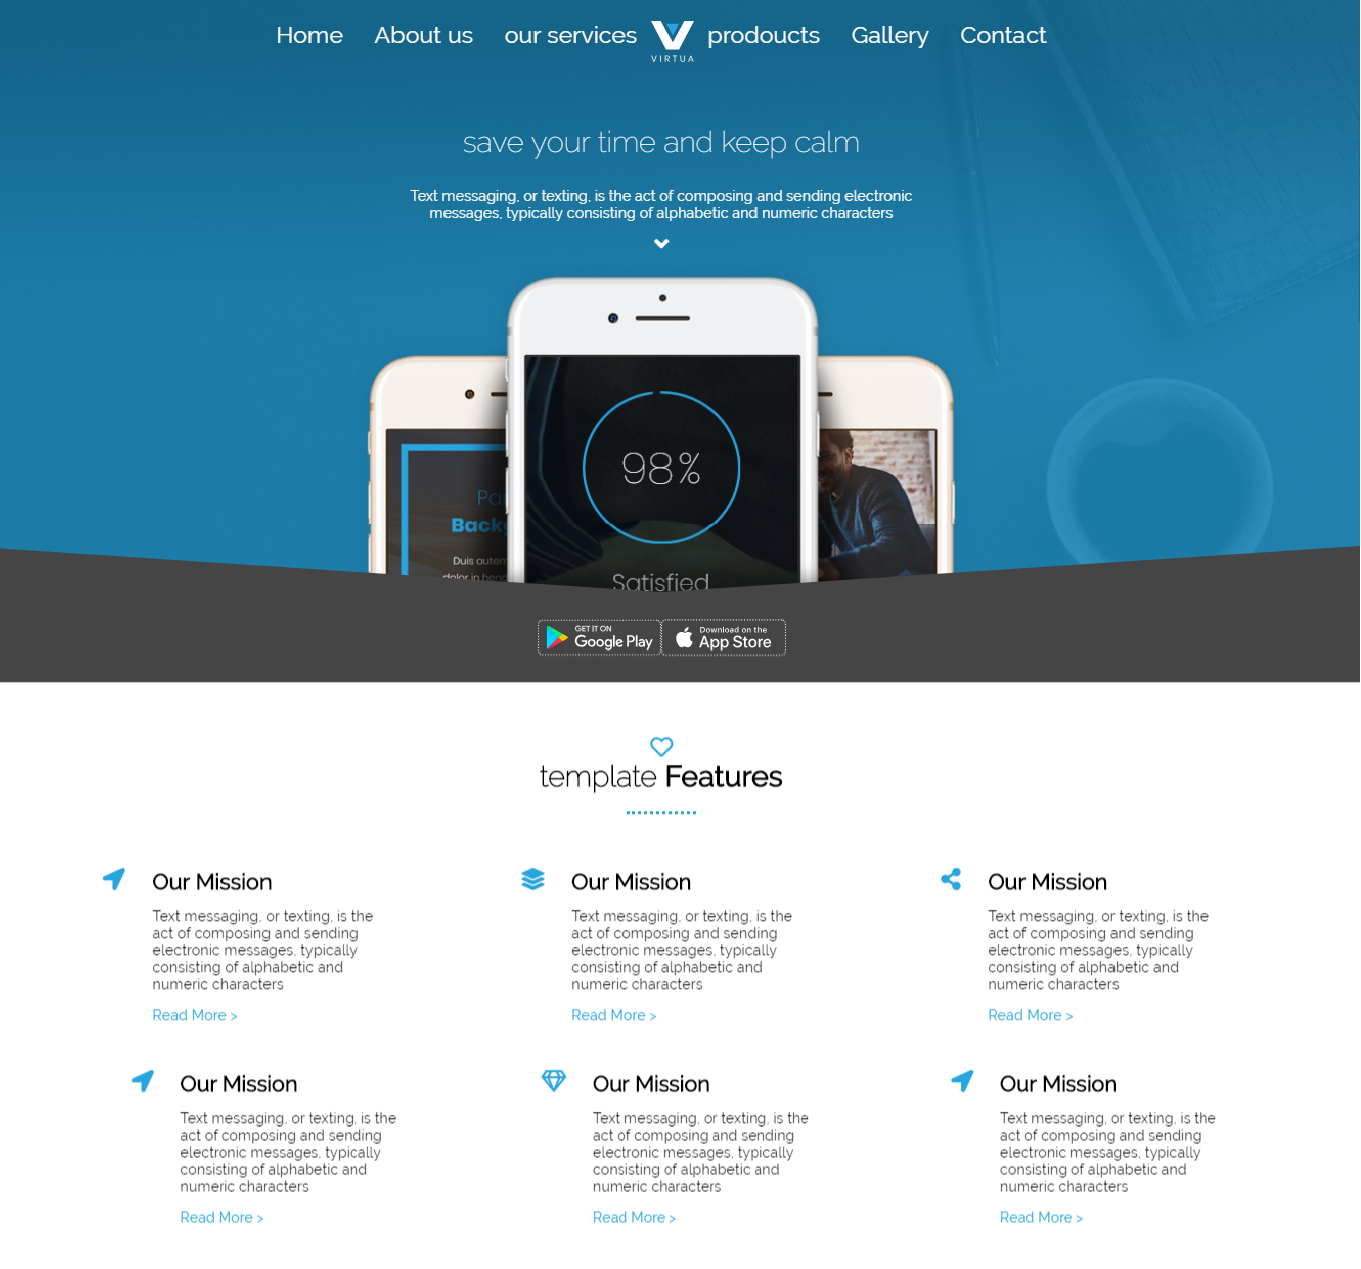 Home About us our services VIRTUA prodoucts Gallery Contact
save your time and keep calm
Text messaging, or texting, is the act of composing and sending electronic
messages, typically consisting of alphabetic and numeric characters
98%
Satisfied
Duis autem
dolor in
GET IT ON
Google Play
Download on the
App Store
template Features
Our Mission
Text messaging, or texting, is the
act of composing and sending
electronic messages, typically
consisting of alphabetic and
numeric characters
Read More >
Our Mission
Text messaging, or texting, is the
act of composing and sending
electronic messages, typically
consisting of alphabetic and
numeric characters
Read More >
Our Mission
Text messaging, or texting, is the
act of composing and sending
electronic messages, typically
consisting of alphabetic and
numeric characters
Read More >
Our Mission
Text messaging, or texting, is the
act of composing and sending
electronic messages, typically
consisting of alphabetic and
numeric characters
Read More >
Our Mission
Text messaging, or texting, is the
act of composing and sending
electronic messages, typically
consisting of alphabetic and
numeric characters
Read More >
Our Mission
Text messaging, or texting, is the
act of composing and sending
electronic messages, typically
consisting of alphabetic and
numeric characters
Read More >